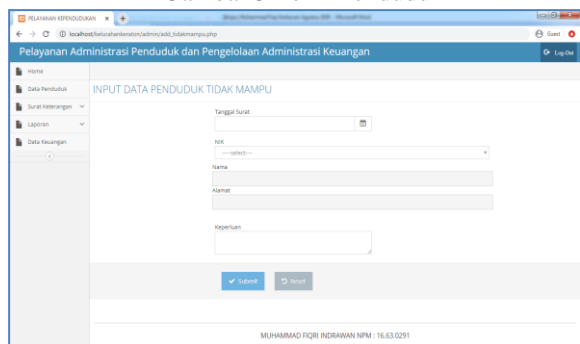 PELAYANAN KEPENDUDUKAN
localhost/kelurahankeraton/admin/add_tidakmampu.php
Guest
Pelayanan Administrasi Penduduk dan Pengelolaan Administrasi Keuangan
Log-Out
Home
Data Penduduk
Surat Keterangan
Laporan
Data Keuangan
INPUT DATA PENDUDUK TIDAK MAMPU
Tanggal Surat
NIK
----select----
Nama
Alamat
Keperluan
Submit
Reset
MUHAMMAD FIQRI INDRAWAN NPM : 16.63.0291